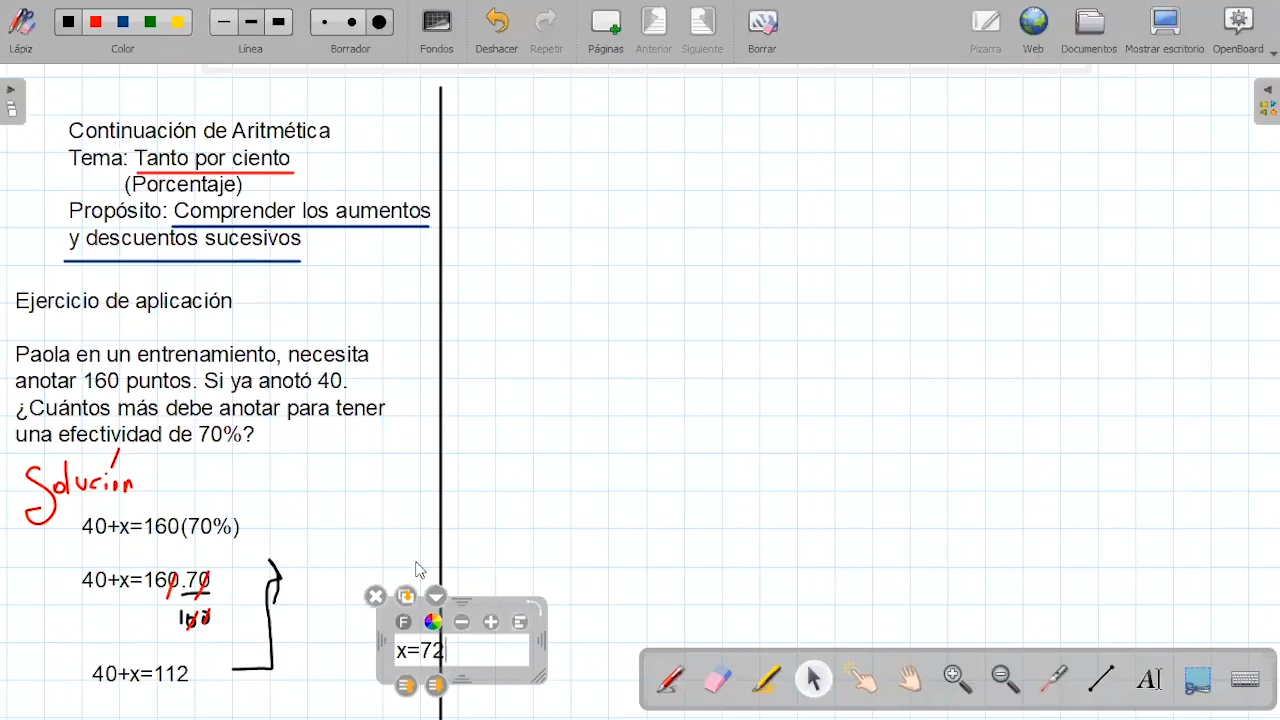 Lápiz
Color
Línea
Borrador
Fondos
Deshacer
Repetir
Páginas
Anterior
Siguiente
Borrar
Pizarra
Web
Documentos
Mostrar escritorio
OpenBoard
Continuación de Aritmética
Tema: Tanto por ciento
(Porcentaje)
Propósito: Comprender los aumentos
y descuentos sucesivos
Ejercicio de aplicación
Paola en un entrenamiento, necesita
anotar 160 puntos. Si ya anotó 40.
¿Cuántos más debe anotar para tener
una efectividad de 70%?
Solución
40+x=160(70%)
40+x=160.70
100
40+x=112
F
x=72
AI